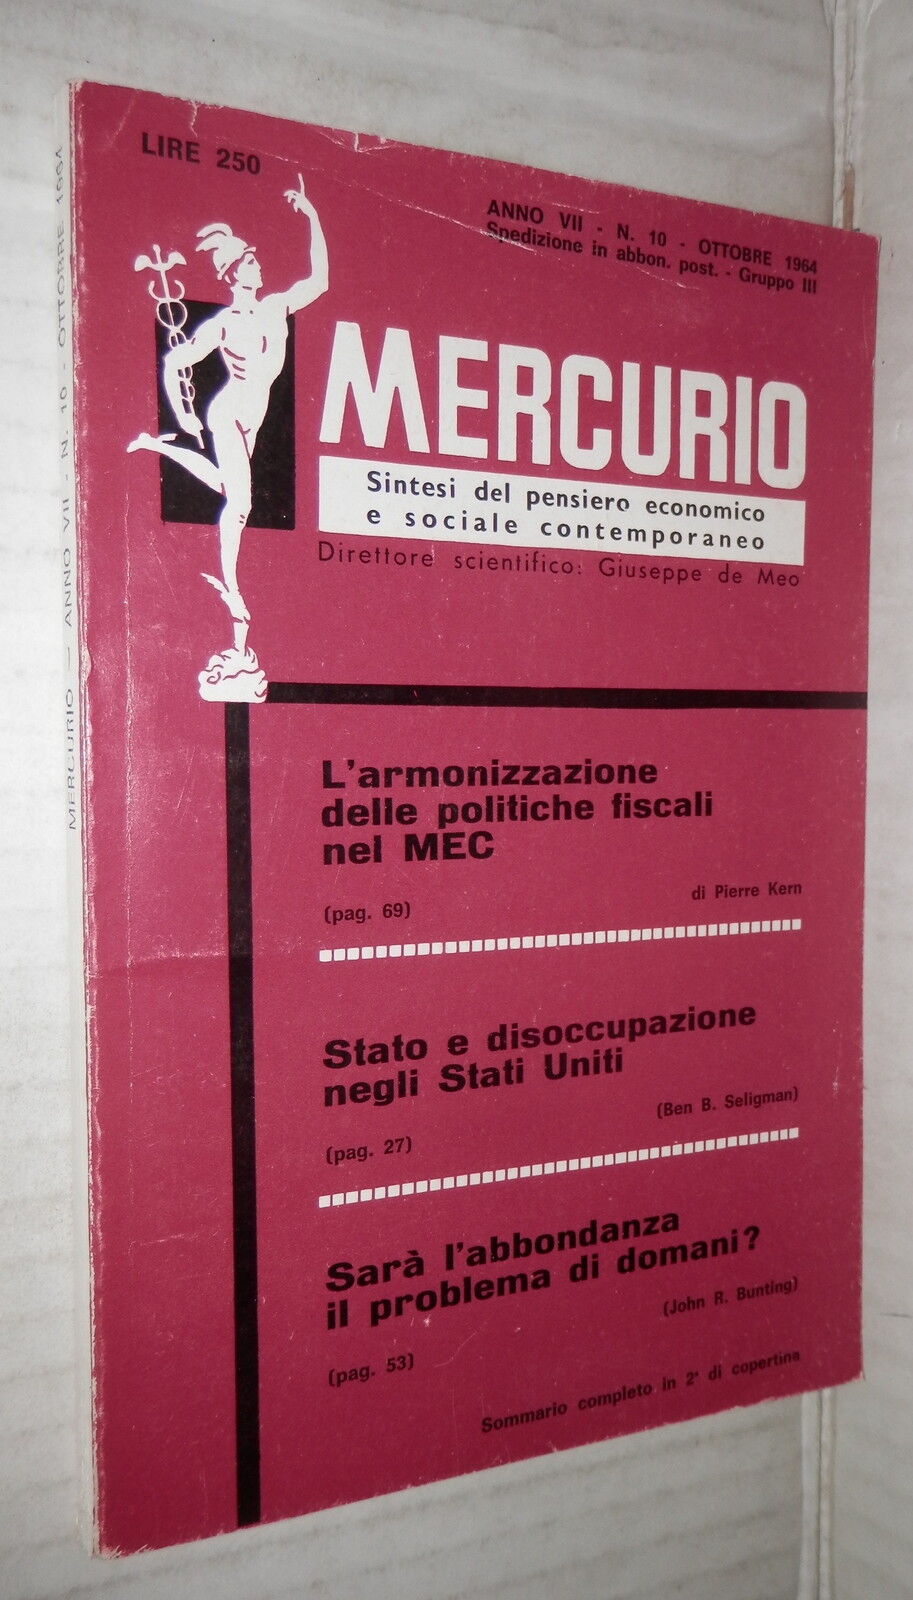 LIRE 250
ANNO VII - N. 10 - OTTOBRE 1964
Spedizione in abbon. post. - Gruppo III
MERCURIO
Sintesi del pensiero economico
e sociale contemporaneo
Direttore scientifico: Giuseppe de Meo
L'armonizzazione
delle politiche fiscali
nel MEC
di Pierre Kern
(pag. 69)
Stato e disoccupazione
negli Stati Uniti
(Ben B. Seligman)
(pag. 27)
Sarà l'abbondanza
il problema di domani?
(John R. Bunting)
(pag. 53)
Sommario completo in 2ª di copertina
MERCURIO — ANNO VII - N. 10 - OTTOBRE 1964